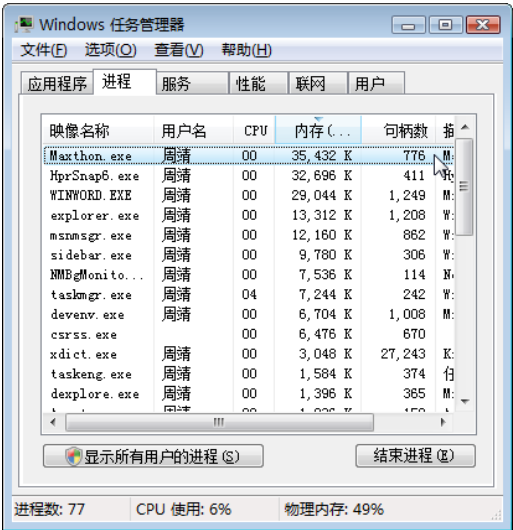 Windows 任务管理器
文件(F) 选项(O) 查看(V) 帮助(H)
应用程序 进程 服务 性能 联网 用户
映像名称 用户名 CPU 内存(... 句柄数 描
Maxthon.exe 周靖 00 35,432 K 776 M
HprSnap6.exe 周靖 00 32,696 K 411 Hy
WINWORD.EXE 周靖 00 29,044 K 1,249 M
explorer.exe 周靖 00 13,312 K 1,208 W
msnmsgr.exe 周靖 00 12,160 K 862 W
sidebar.exe 周靖 00 9,780 K 306 W
NMBgMonito... 周靖 00 7,536 K 114 N
taskmgr.exe 周靖 04 7,244 K 242 W
devenv.exe 周靖 00 6,704 K 1,008 M
csrss.exe 00 6,476 K 670
xdict.exe 周靖 00 3,048 K 27,243 K
taskeng.exe 周靖 00 1,584 K 374 任
dexplore.exe 周靖 00 1,396 K 365 M
显示所有用户的进程(S) 结束进程(E)
进程数: 77 CPU 使用: 6% 物理内存: 49%